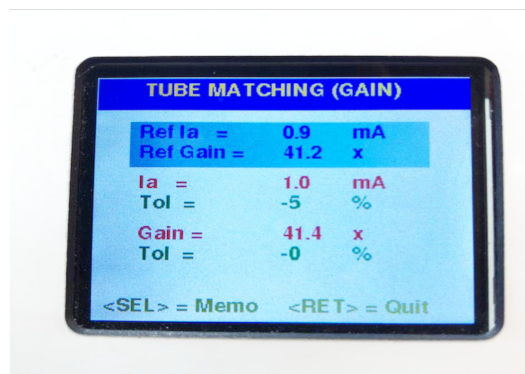 TUBE MATCHING (GAIN)
Ref Ia = 0.9 mA
Ref Gain = 41.2 x
Ia = 1.0 mA
Tol = -5 %
Gain = 41.4 x
Tol = -0 %
<SEL> = Memo <RET> = Quit